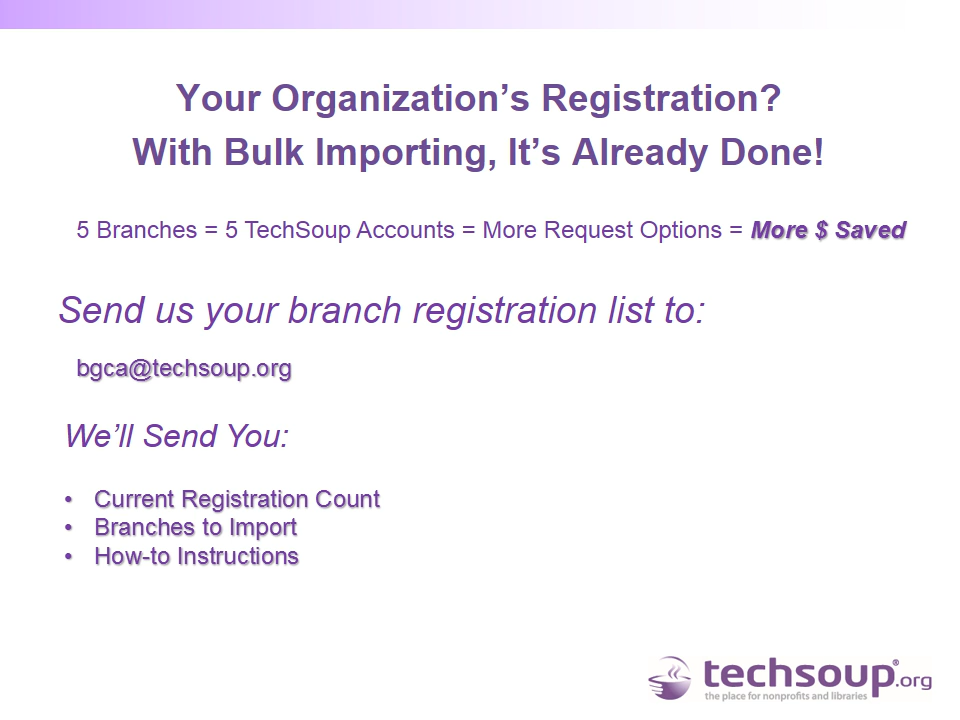 Your Organization’s Registration?
With Bulk Importing, It’s Already Done!
5 Branches = 5 TechSoup Accounts = More Request Options = More $ Saved
Send us your branch registration list to:
bgca@techsoup.org
We’ll Send You:
• Current Registration Count
• Branches to Import
• How-to Instructions
techsoup®.org
the place for nonprofits and libraries